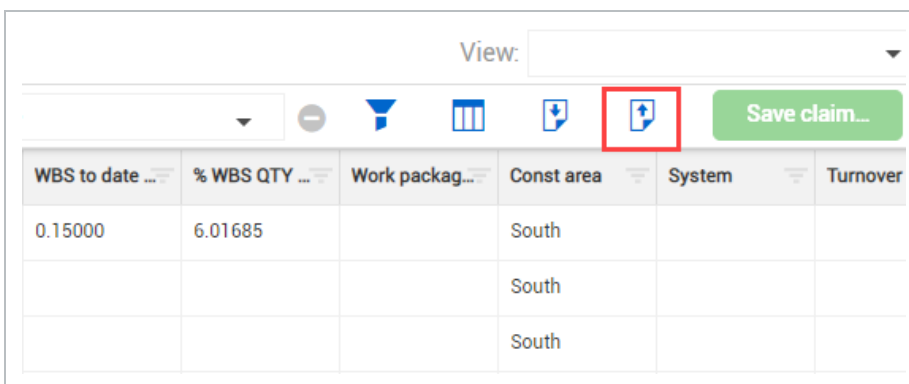 View:
Save claim...
WBS to date ... % WBS QTY ... Work packag... Const area System Turnover
0.15000 6.01685 South
South
South